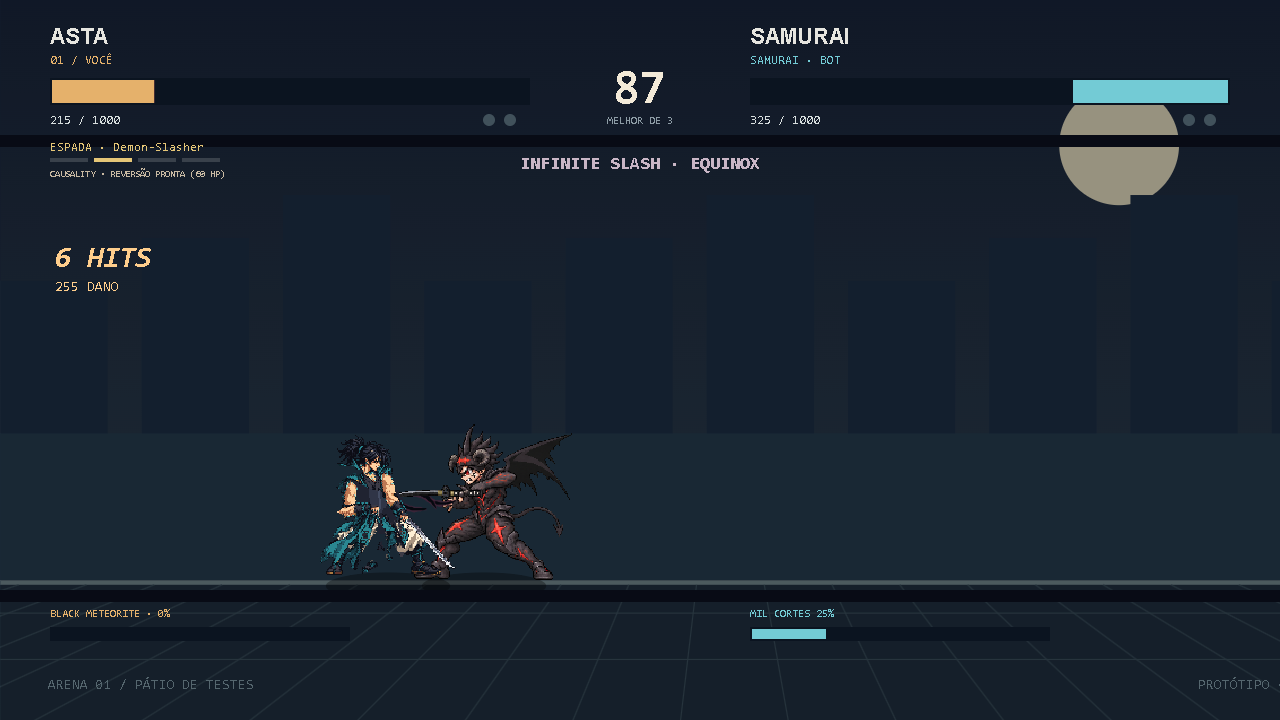 ASTA
01 / VOCÊ
215 / 1000
87
MELHOR DE 3
SAMURAI
SAMURAI · BOT
325 / 1000
ESPADA · Demon-Slasher
CAUSALITY · REVERSÃO PRONTA (60 HP)
INFINITE SLASH · EQUINOX
6 HITS
255 DANO
BLACK METEORITE · 0%
MIL CORTES 25%
ARENA 01 / PÁTIO DE TESTES
PROTÓTIPO